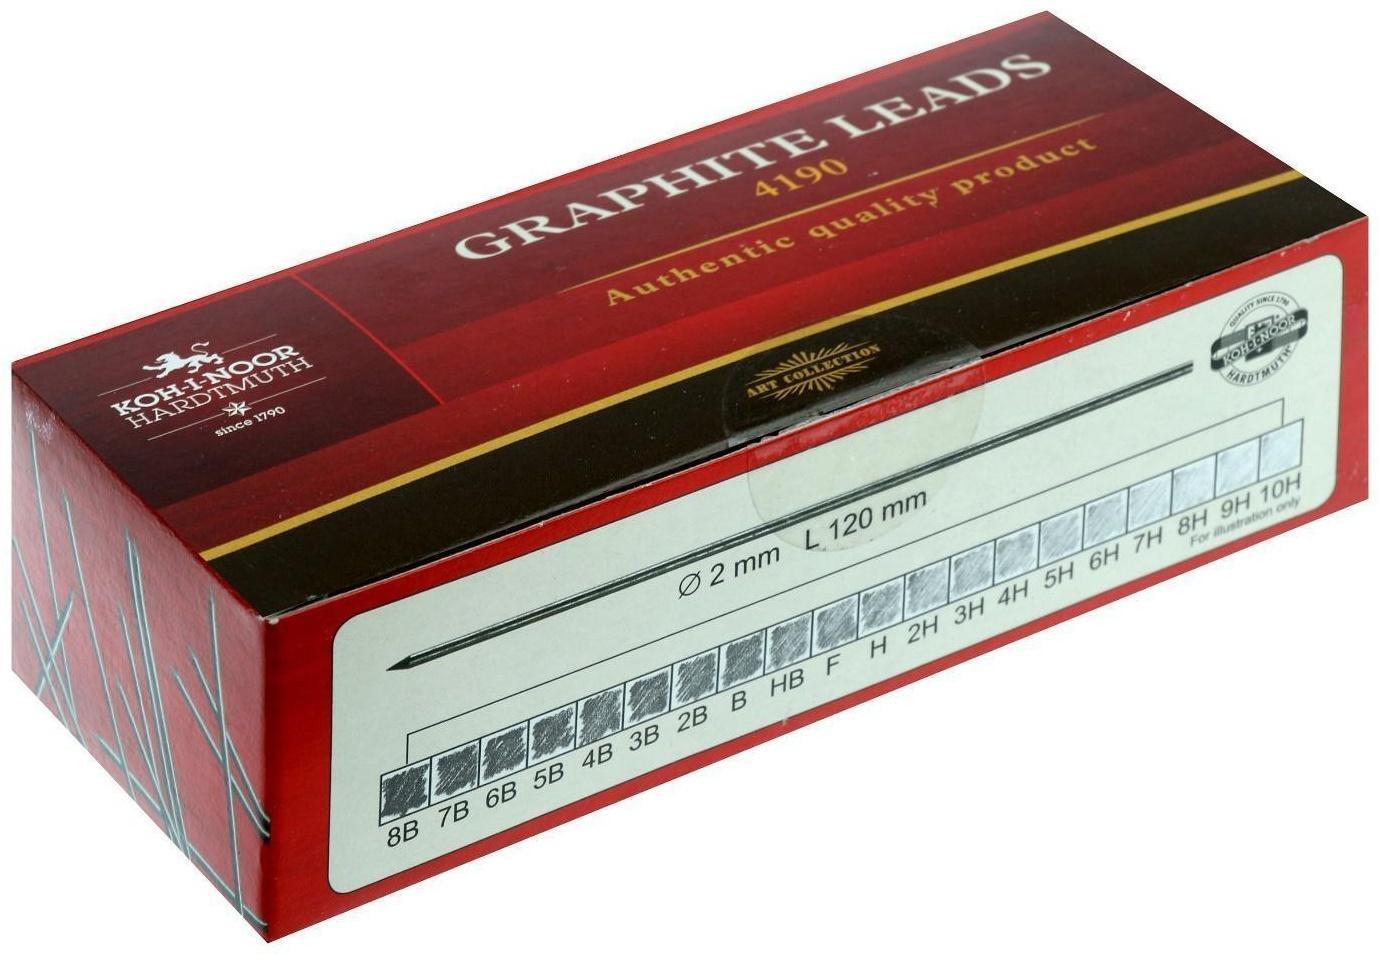 GRAPHITE LEADS
4190
Authentic quality product
KOH-I-NOOR
HARDTMUTH
since 1790
ART COLLECTION
QUALITY SINCE 1790
KOH-I-NOOR
HARDTMUTH
Ø 2 mm L 120 mm
8B 7B 6B 5B 4B 3B 2B B HB F H 2H 3H 4H 5H 6H 7H 8H 9H 10H
For illustration only